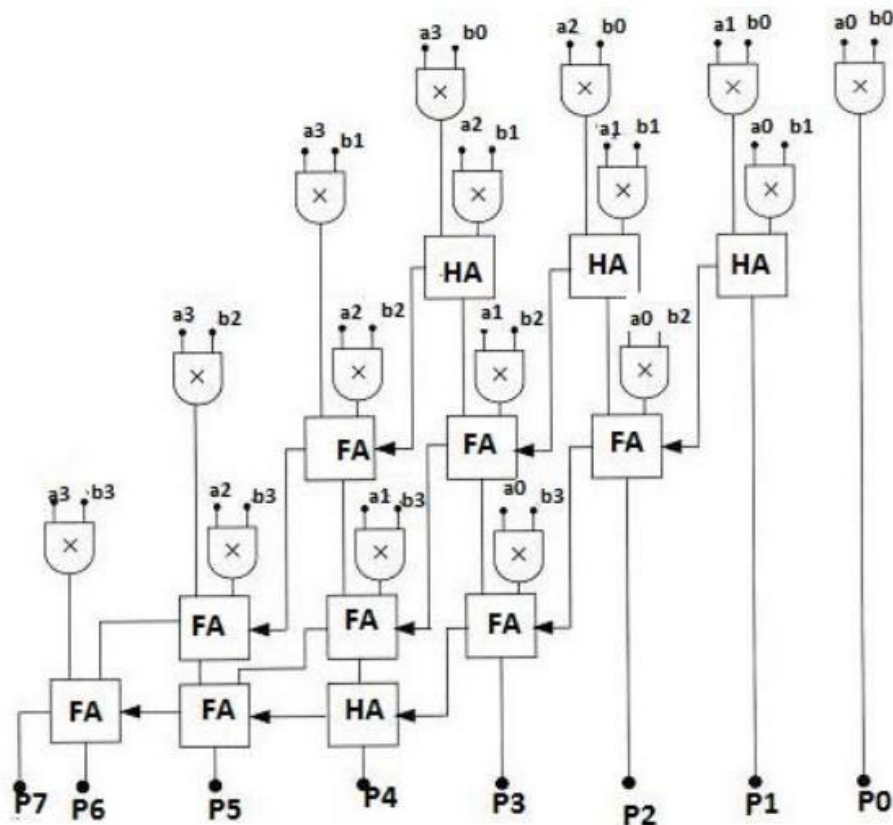 a3 b0 a2 b0 a1 b0 a0 b0
a3 b1 a2 b1 a1 b1 a0 b1
HA HA HA
a3 b2 a2 b2 a1 b2 a0 b2
FA FA FA
a3 b3 a2 b3 a1 b3 a0 b3
FA FA FA
FA FA HA
P7 P6 P5 P4 P3 P2 P1 P0